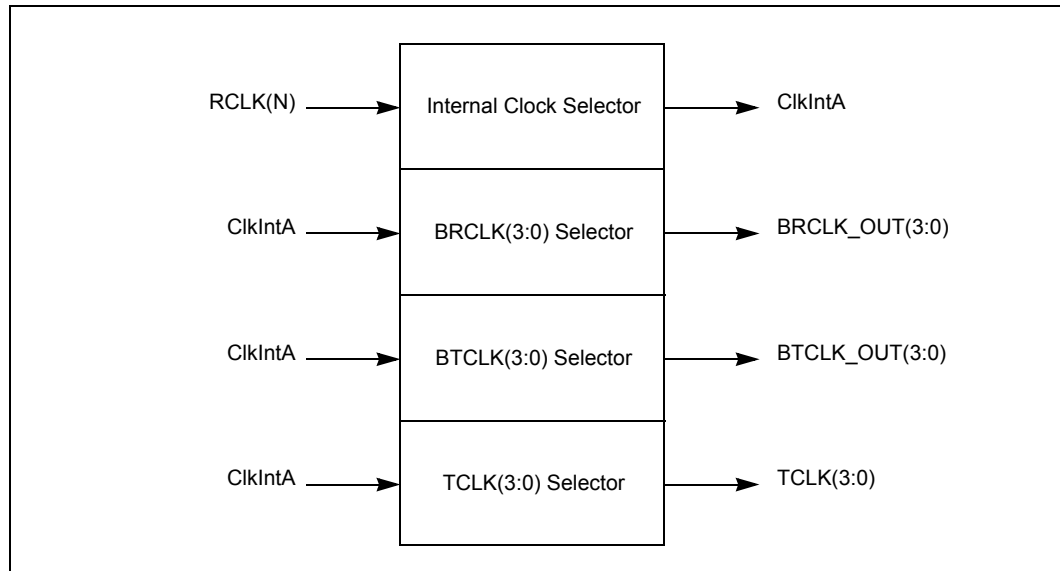 RCLK(N) Internal Clock Selector ClkIntA
ClkIntA BRCLK(3:0) Selector BRCLK_OUT(3:0)
ClkIntA BTCLK(3:0) Selector BTCLK_OUT(3:0)
ClkIntA TCLK(3:0) Selector TCLK(3:0)